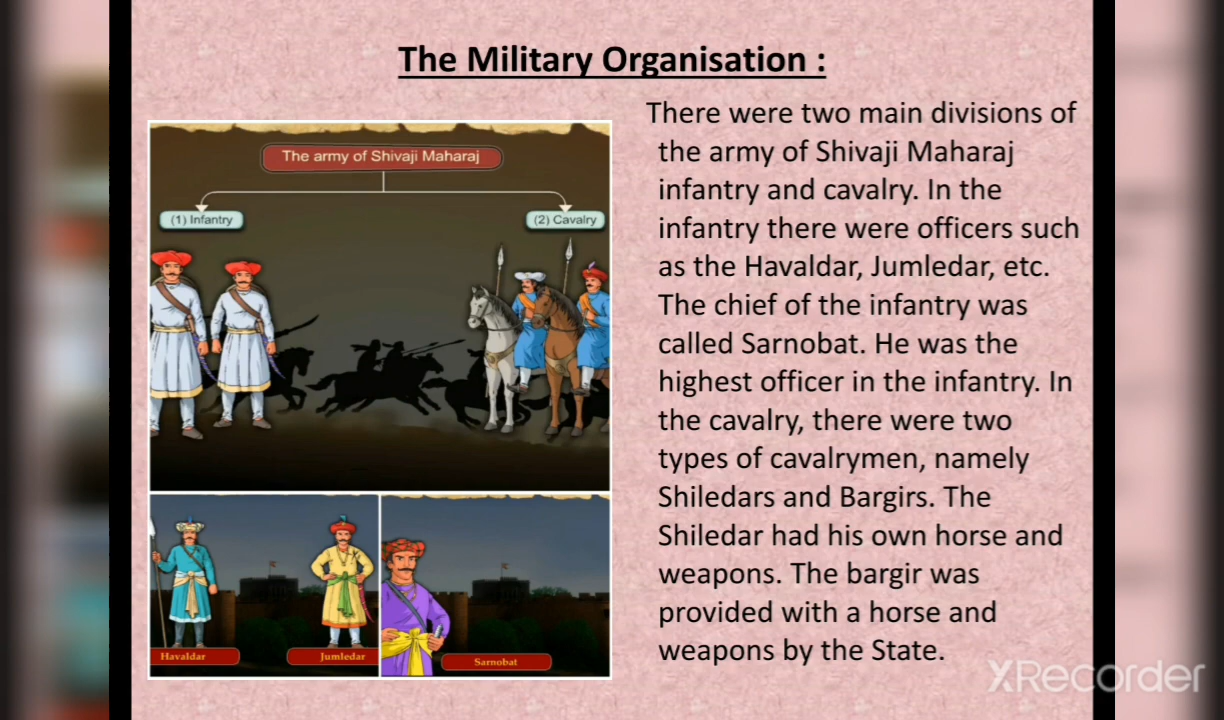 The Military Organisation :
The army of Shivaji Maharaj
(1) Infantry
(2) Cavalry
Havaldar
Jumledar
Sarnobat
There were two main divisions of
the army of Shivaji Maharaj
infantry and cavalry. In the
infantry there were officers such
as the Havaldar, Jumledar, etc.
The chief of the infantry was
called Sarnobat. He was the
highest officer in the infantry. In
the cavalry, there were two
types of cavalrymen, namely
Shiledars and Bargirs. The
Shiledar had his own horse and
weapons. The bargir was
provided with a horse and
weapons by the State.
XRecorder